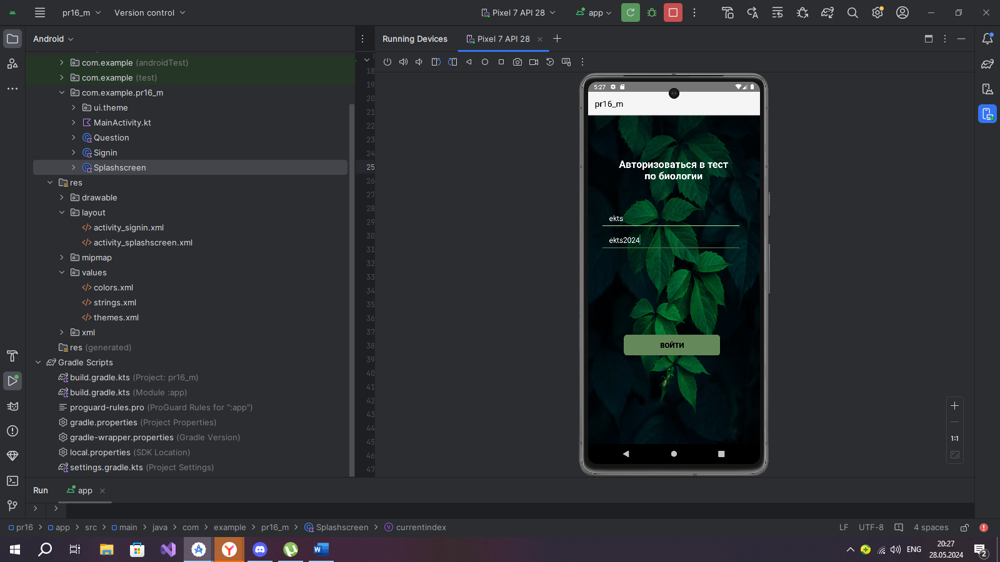 pr16_m
Version control
Pixel 7 API 28
app
Android
Running Devices
Pixel 7 API 28
com.example (androidTest)
com.example (test)
com.example.pr16_m
ui.theme
MainActivity.kt
Question
Signin
Splashscreen
res
drawable
layout
activity_signin.xml
activity_splashscreen.xml
mipmap
values
colors.xml
strings.xml
themes.xml
xml
res (generated)
Gradle Scripts
build.gradle.kts (Project: pr16_m)
build.gradle.kts (Module :app)
proguard-rules.pro (ProGuard Rules for ":app")
gradle.properties (Project Properties)
gradle-wrapper.properties (Gradle Version)
local.properties (SDK Location)
settings.gradle.kts (Project Settings)
18
19
20
21
22
23
24
25
26
27
28
29
30
31
32
33
34
35
36
37
38
39
40
41
42
43
44
45
46
47
5:27
pr16_m
Авторизоваться в тест
по биологии
ekts
ekts2024
ВОЙТИ
1:1
Run
app
pr16
app
src
main
java
com
example
pr16_m
Splashscreen
currentindex
LF
UTF-8
4 spaces
ENG
20:27
28.05.2024
2